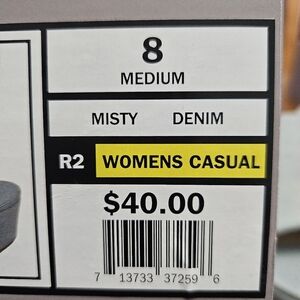 8
MEDIUM
MISTY DENIM
R2 WOMENS CASUAL
$40.00
7 13733 37259 6